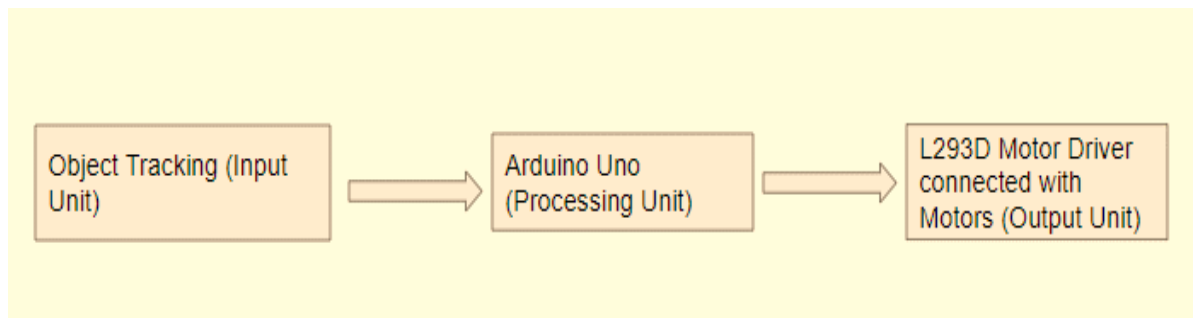 Object Tracking (Input
Unit)
Arduino Uno
(Processing Unit)
L293D Motor Driver
connected with
Motors (Output Unit)